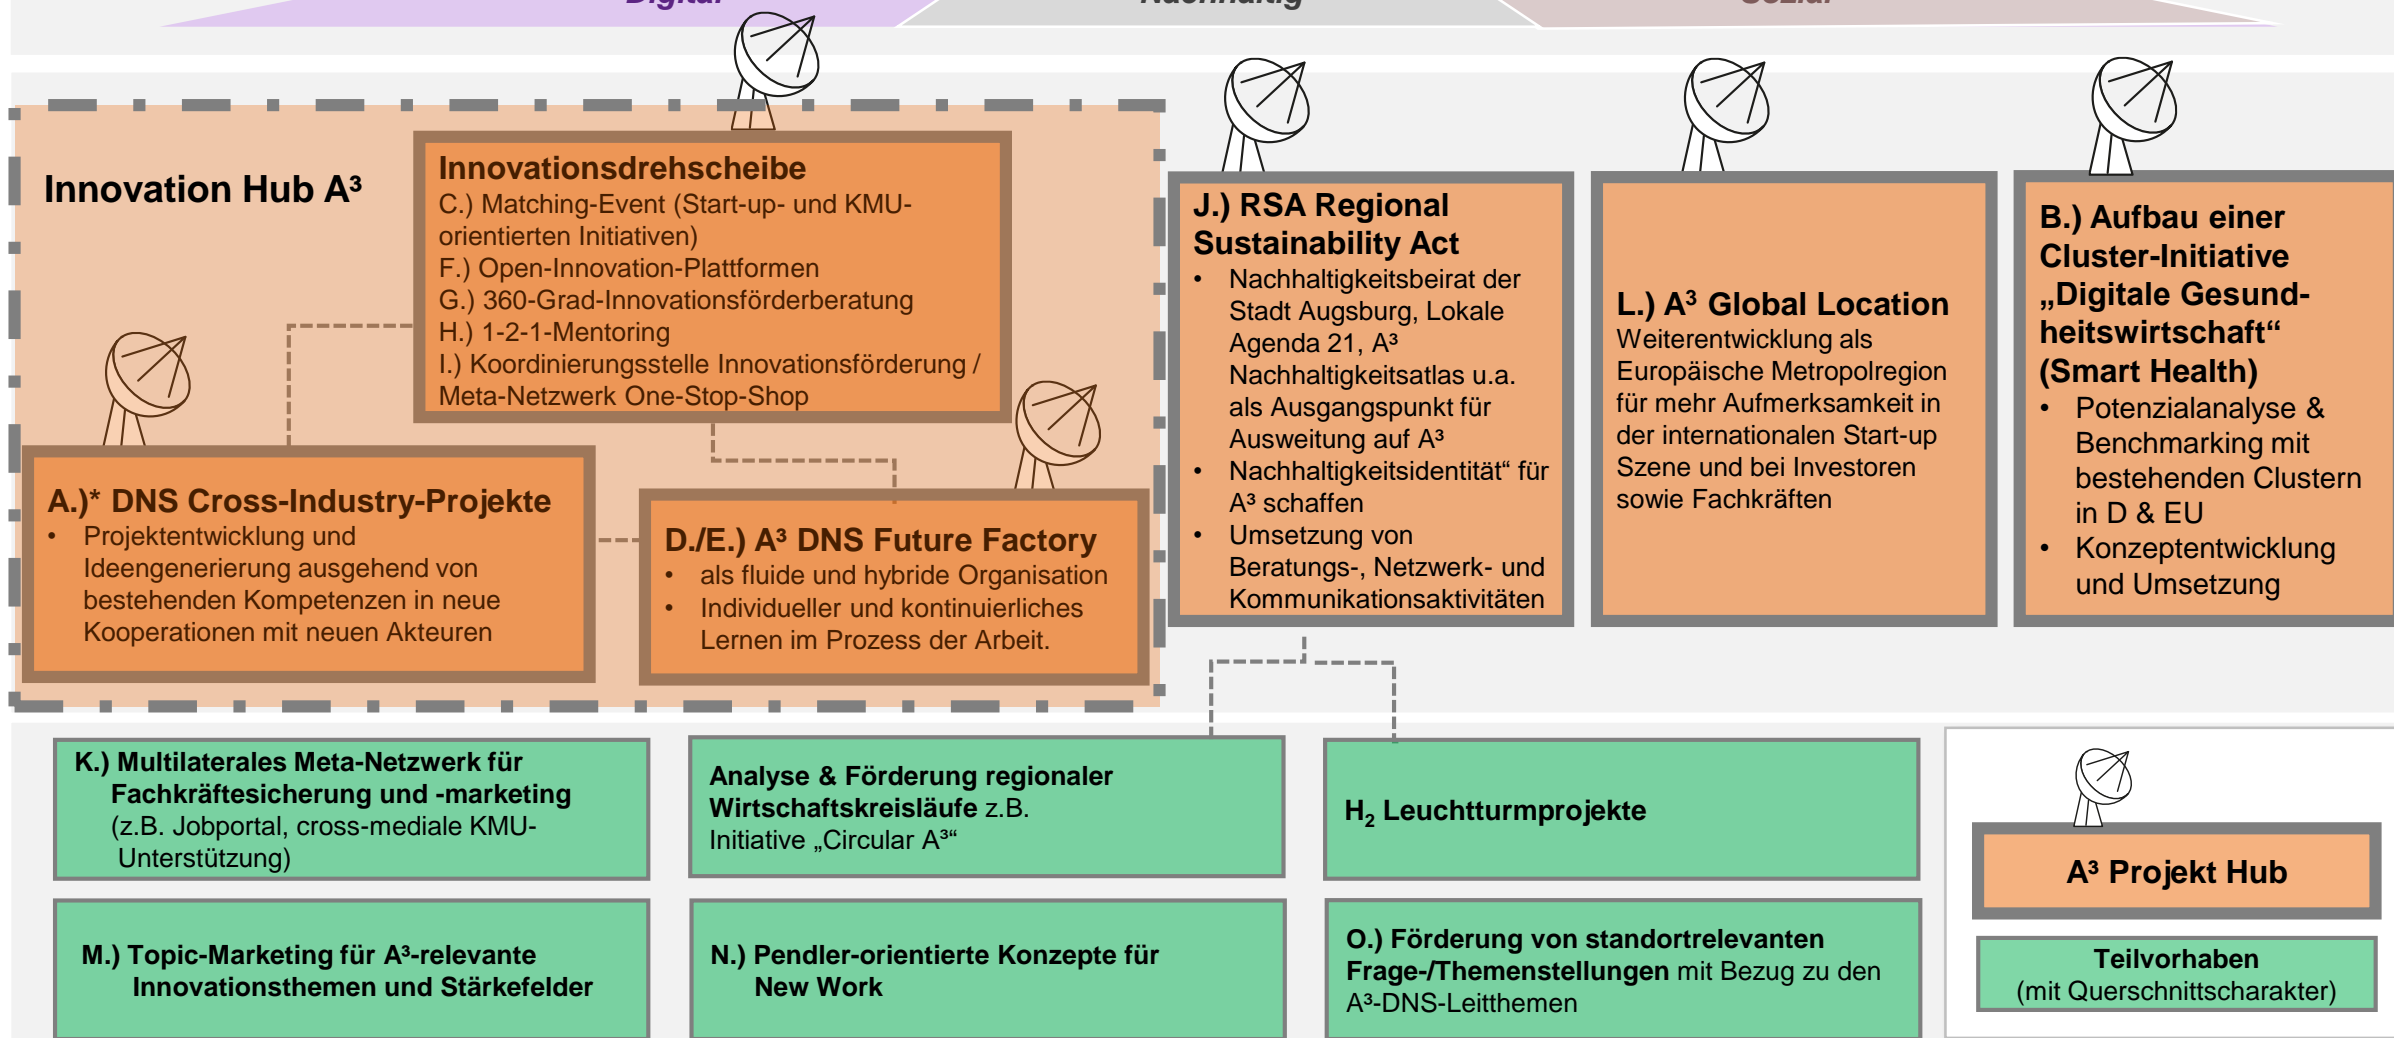 Digital
Nachhaltig
Sozial
Innovation Hub A³
Innovationsdrehscheibe
C.) Matching-Event (Start-up- und KMU-
orientierten Initiativen)
F.) Open-Innovation-Plattformen
G.) 360-Grad-Innovationsförderberatung
H.) 1-2-1-Mentoring
I.) Koordinierungsstelle Innovationsförderung /
Meta-Netzwerk One-Stop-Shop
A.)* DNS Cross-Industry-Projekte
• Projektentwicklung und
Ideengenerierung ausgehend von
bestehenden Kompetenzen in neue
Kooperationen mit neuen Akteuren
D./E.) A³ DNS Future Factory
• als fluide und hybride Organisation
• Individueller und kontinuierliches
Lernen im Prozess der Arbeit.
J.) RSA Regional
Sustainability Act
• Nachhaltigkeitsbeirat der
Stadt Augsburg, Lokale
Agenda 21, A³
Nachhaltigkeitsatlas u.a.
als Ausgangspunkt für
Ausweitung auf A³
• Nachhaltigkeitsidentität“ für
A³ schaffen
• Umsetzung von
Beratungs-, Netzwerk- und
Kommunikationsaktivitäten
L.) A³ Global Location
Weiterentwicklung als
Europäische Metropolregion
für mehr Aufmerksamkeit in
der internationalen Start-up
Szene und bei Investoren
sowie Fachkräften
B.) Aufbau einer
Cluster-Initiative
„Digitale Gesund-
heitswirtschaft“
(Smart Health)
• Potenzialanalyse &
Benchmarking mit
bestehenden Clustern
in D & EU
• Konzeptentwicklung
und Umsetzung
K.) Multilaterales Meta-Netzwerk für
Fachkräftesicherung und -marketing
(z.B. Jobportal, cross-mediale KMU-
Unterstützung)
Analyse & Förderung regionaler
Wirtschaftskreisläufe z.B.
Initiative „Circular A³“
H₂ Leuchtturmprojekte
M.) Topic-Marketing für A³-relevante
Innovationsthemen und Stärkefelder
N.) Pendler-orientierte Konzepte für
New Work
O.) Förderung von standortrelevanten
Frage-/Themenstellungen mit Bezug zu den
A³-DNS-Leitthemen
A³ Projekt Hub
Teilvorhaben
(mit Querschnittscharakter)